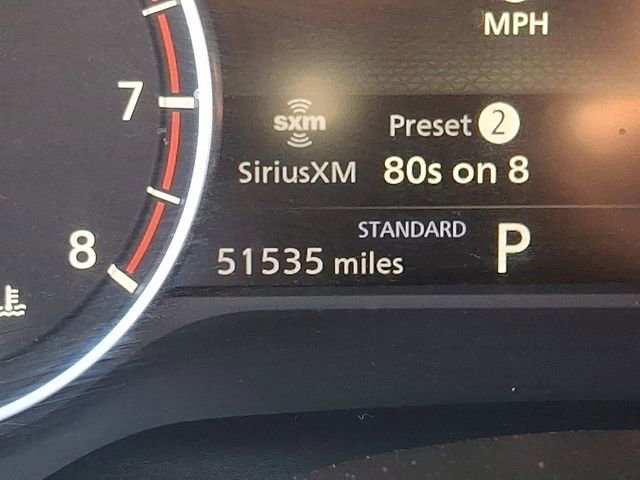 MPH
7
sxm
Preset 2
SiriusXM 80s on 8
STANDARD P
8
51535 miles